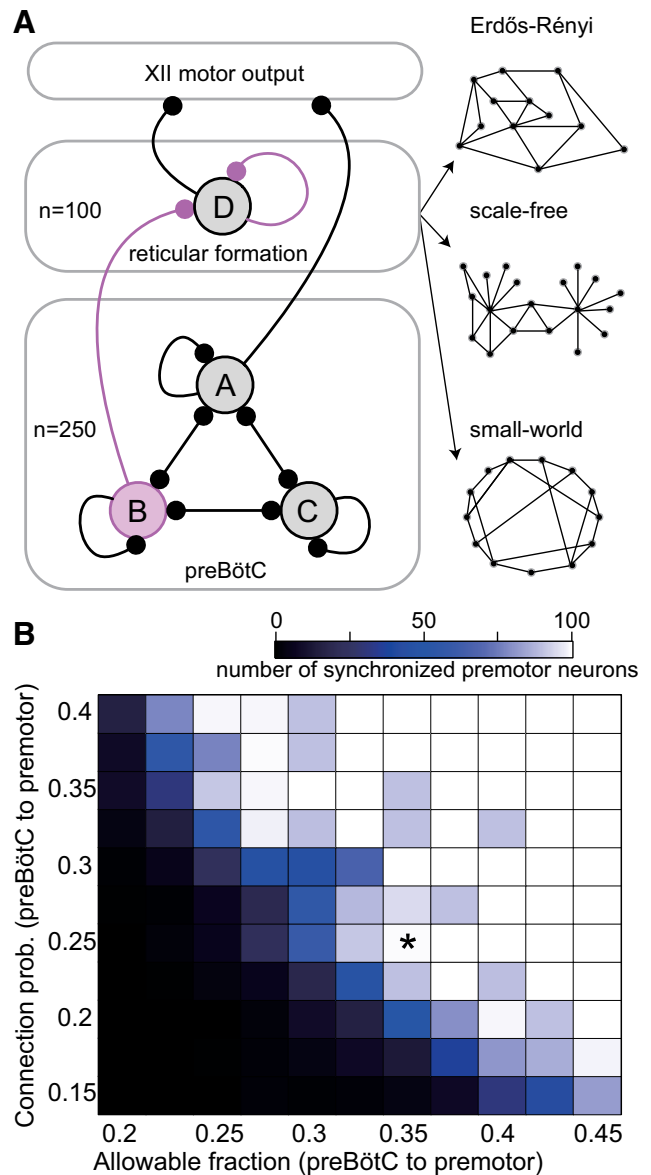 A
Erdős-Rényi
XII motor output
n=100
D
reticular formation
scale-free
A
n=250
small-world
B
C
preBötC
B
0
50
100
number of synchronized premotor neurons
Connection prob. (preBötC to premotor)
0.4
0.35
0.3
0.25
*
0.2
0.15
0.2
0.25
0.3
0.35
0.4
0.45
Allowable fraction (preBötC to premotor)